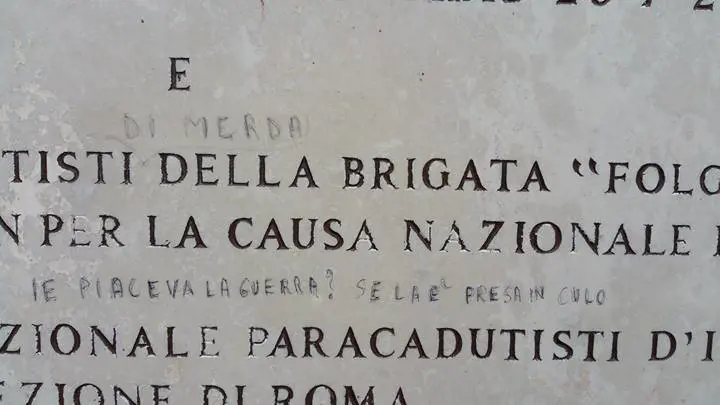 E
DI MERDA
TISTI DELLA BRIGATA “FOLG
N PER LA CAUSA NAZIONALE
IE PIACEVA LA GUERRA? SE LA E' PRESA IN CULO
ZIONALE PARACADUTISTI D'I
EZIONE DI ROMA